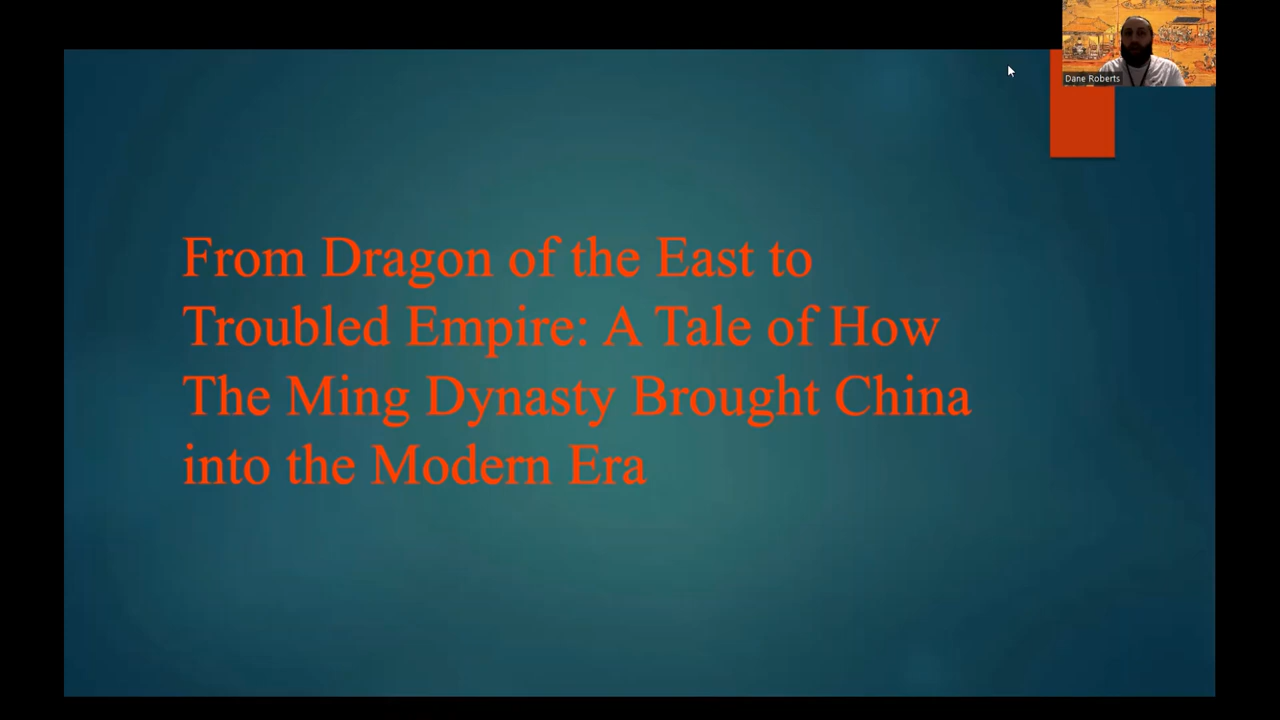 Dane Roberts
From Dragon of the East to
Troubled Empire: A Tale of How
The Ming Dynasty Brought China
into the Modern Era